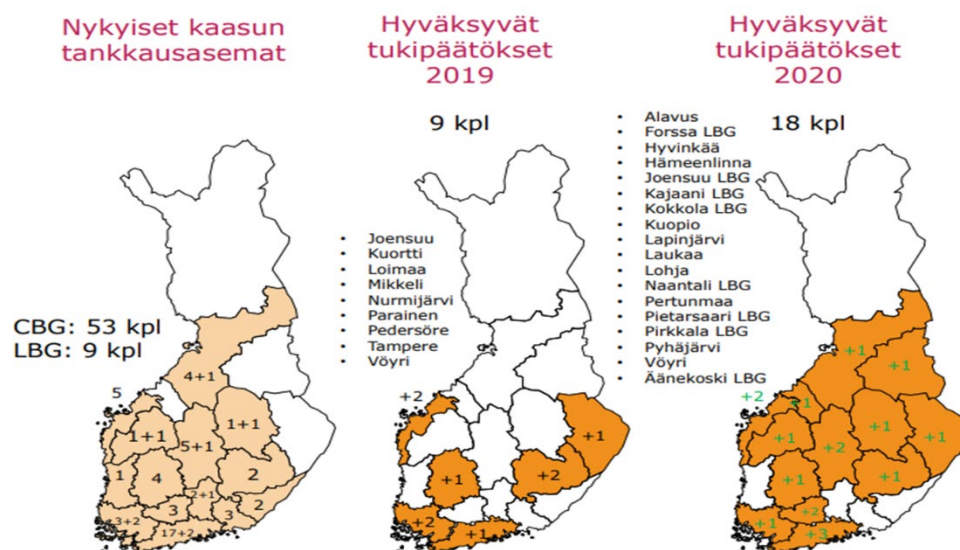 Nykyiset kaasun
tankkausasemat
CBG: 53 kpl
LBG: 9 kpl
4+1
5
1+1
1+1
5+1
1
4
2
2+1
2
3
3
3+2
17+2
Hyväksyvät
tukipäätökset
2019
9 kpl
• Joensuu
• Kuortti
• Loimaa
• Mikkeli
• Nurmijärvi
• Parainen
• Pedersöre
• Tampere
• Vöyri
+2
+1
+1
+2
+2
+1
Hyväksyvät
tukipäätökset
2020
18 kpl
• Alavus
• Forssa LBG
• Hyvinkää
• Hämeenlinna
• Joensuu LBG
• Kajaani LBG
• Kokkola LBG
• Kuopio
• Lapinjärvi
• Laukaa
• Lohja
• Naantali LBG
• Pertunmaa
• Pietarsaari LBG
• Pirkkala LBG
• Pyhäjärvi
• Vöyri
• Äänekoski LBG
+1
+1
+2
+1
+1
+1
+2
+1
+1
+1
+2
+1
+3